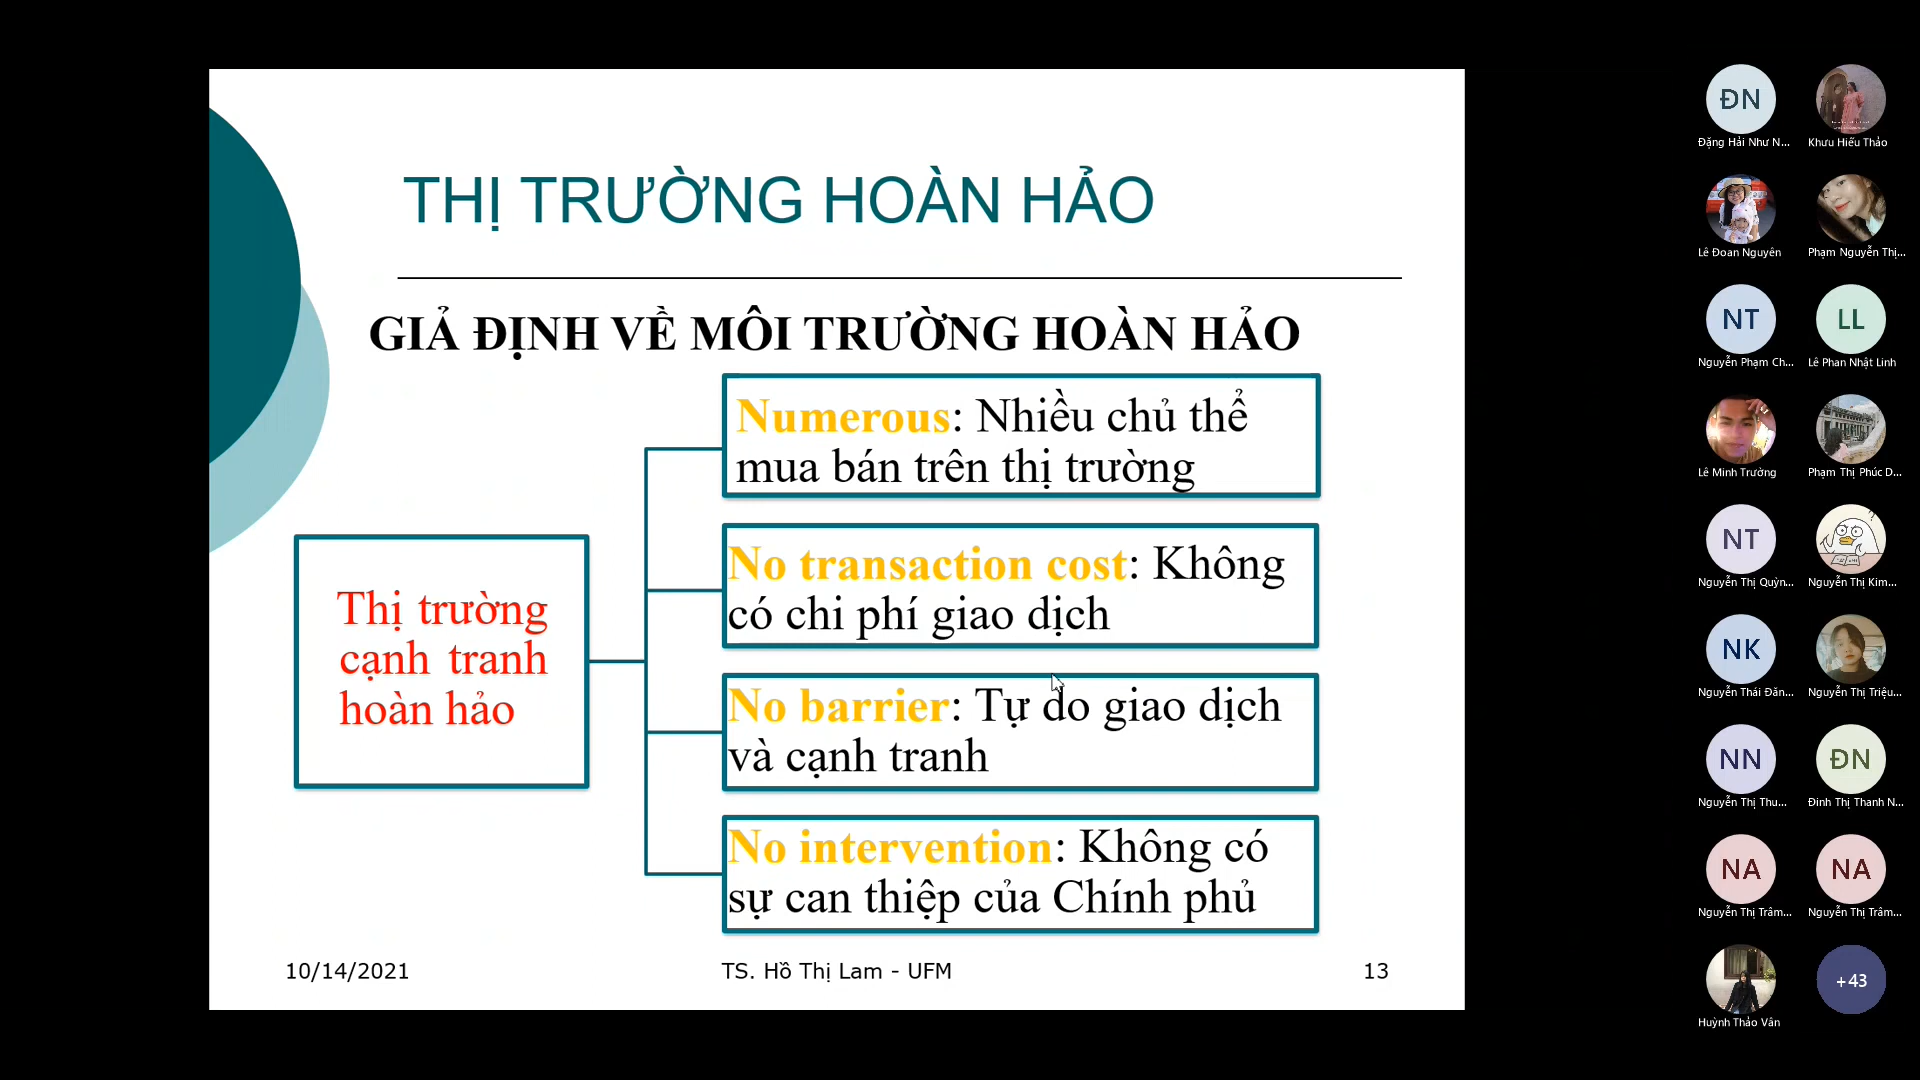 THỊ TRƯỜNG HOÀN HẢO
GIẢ ĐỊNH VỀ MÔI TRƯỜNG HOÀN HẢO
Thị trường
cạnh tranh
hoàn hảo
Numerous: Nhiều chủ thể
mua bán trên thị trường
No transaction cost: Không
có chi phí giao dịch
No barrier: Tự do giao dịch
và cạnh tranh
No intervention: Không có
sự can thiệp của Chính phủ
10/14/2021
TS. Hồ Thị Lam - UFM
13
ĐN
Đặng Hải Như N...
Khưu Hiếu Thảo
Lê Đoan Nguyên
Phạm Nguyễn Thị...
NT
Nguyễn Phạm Ch...
LL
Lê Phan Nhật Linh
Lê Minh Trường
Phạm Thị Phúc D...
NT
Nguyễn Thị Quỳn...
Nguyễn Thị Kim...
NK
Nguyễn Thái Đăn...
Nguyễn Thị Triệu...
NN
Nguyễn Thị Thu...
ĐN
Đinh Thị Thanh N...
NA
Nguyễn Thị Trâm...
NA
Nguyễn Thị Trâm...
Huỳnh Thảo Vân
+43